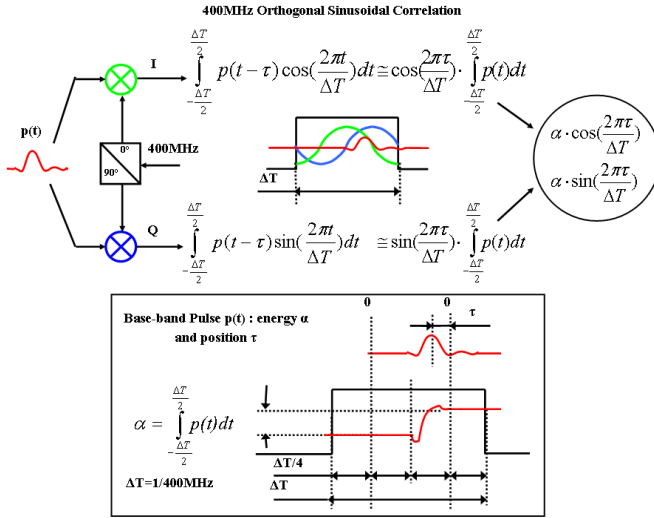 400MHz Orthogonal Sinusoidal Correlation
I
∫_{-ΔT/2}^{ΔT/2} p(t−τ)cos(2πt/ΔT)dt ≅ cos(2πτ/ΔT)· ∫_{-ΔT/2}^{ΔT/2} p(t)dt
p(t)
0°
90°
400MHz
ΔT
α·cos(2πτ/ΔT)
α·sin(2πτ/ΔT)
Q
∫_{-ΔT/2}^{ΔT/2} p(t−τ)sin(2πt/ΔT)dt ≅ sin(2πτ/ΔT)· ∫_{-ΔT/2}^{ΔT/2} p(t)dt
0 0
Base-band Pulse p(t) : energy α
and position τ
τ
α = ∫_{-ΔT/2}^{ΔT/2} p(t)dt
ΔT=1/400MHz
ΔT/4
ΔT